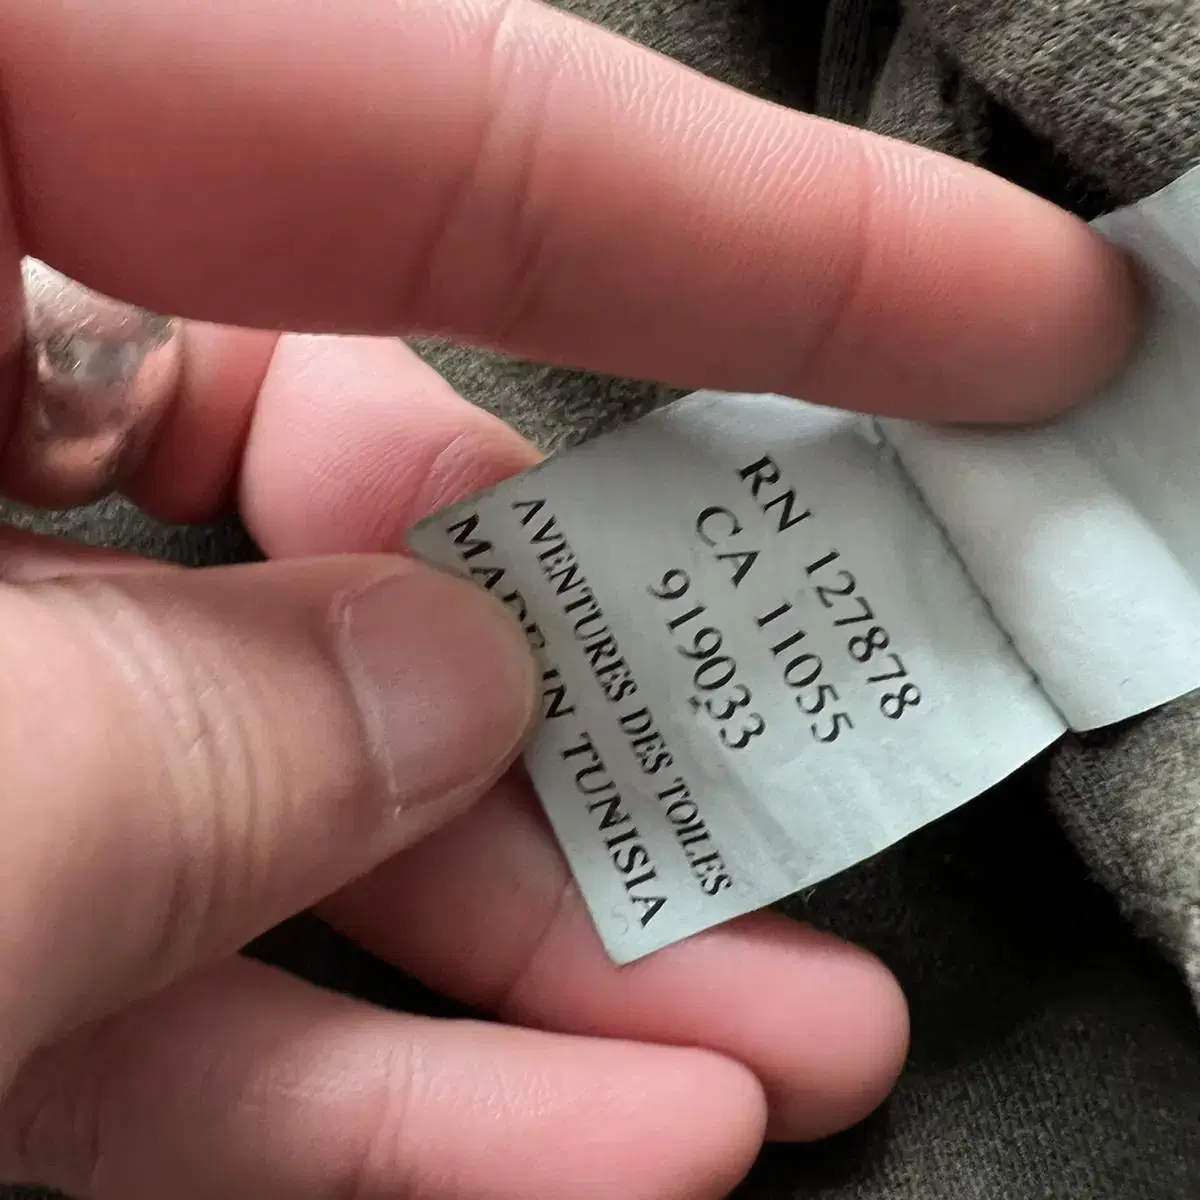 RN 127878
CA 11055
919033
AVENTURES DES TOILES
MADE IN TUNISIA